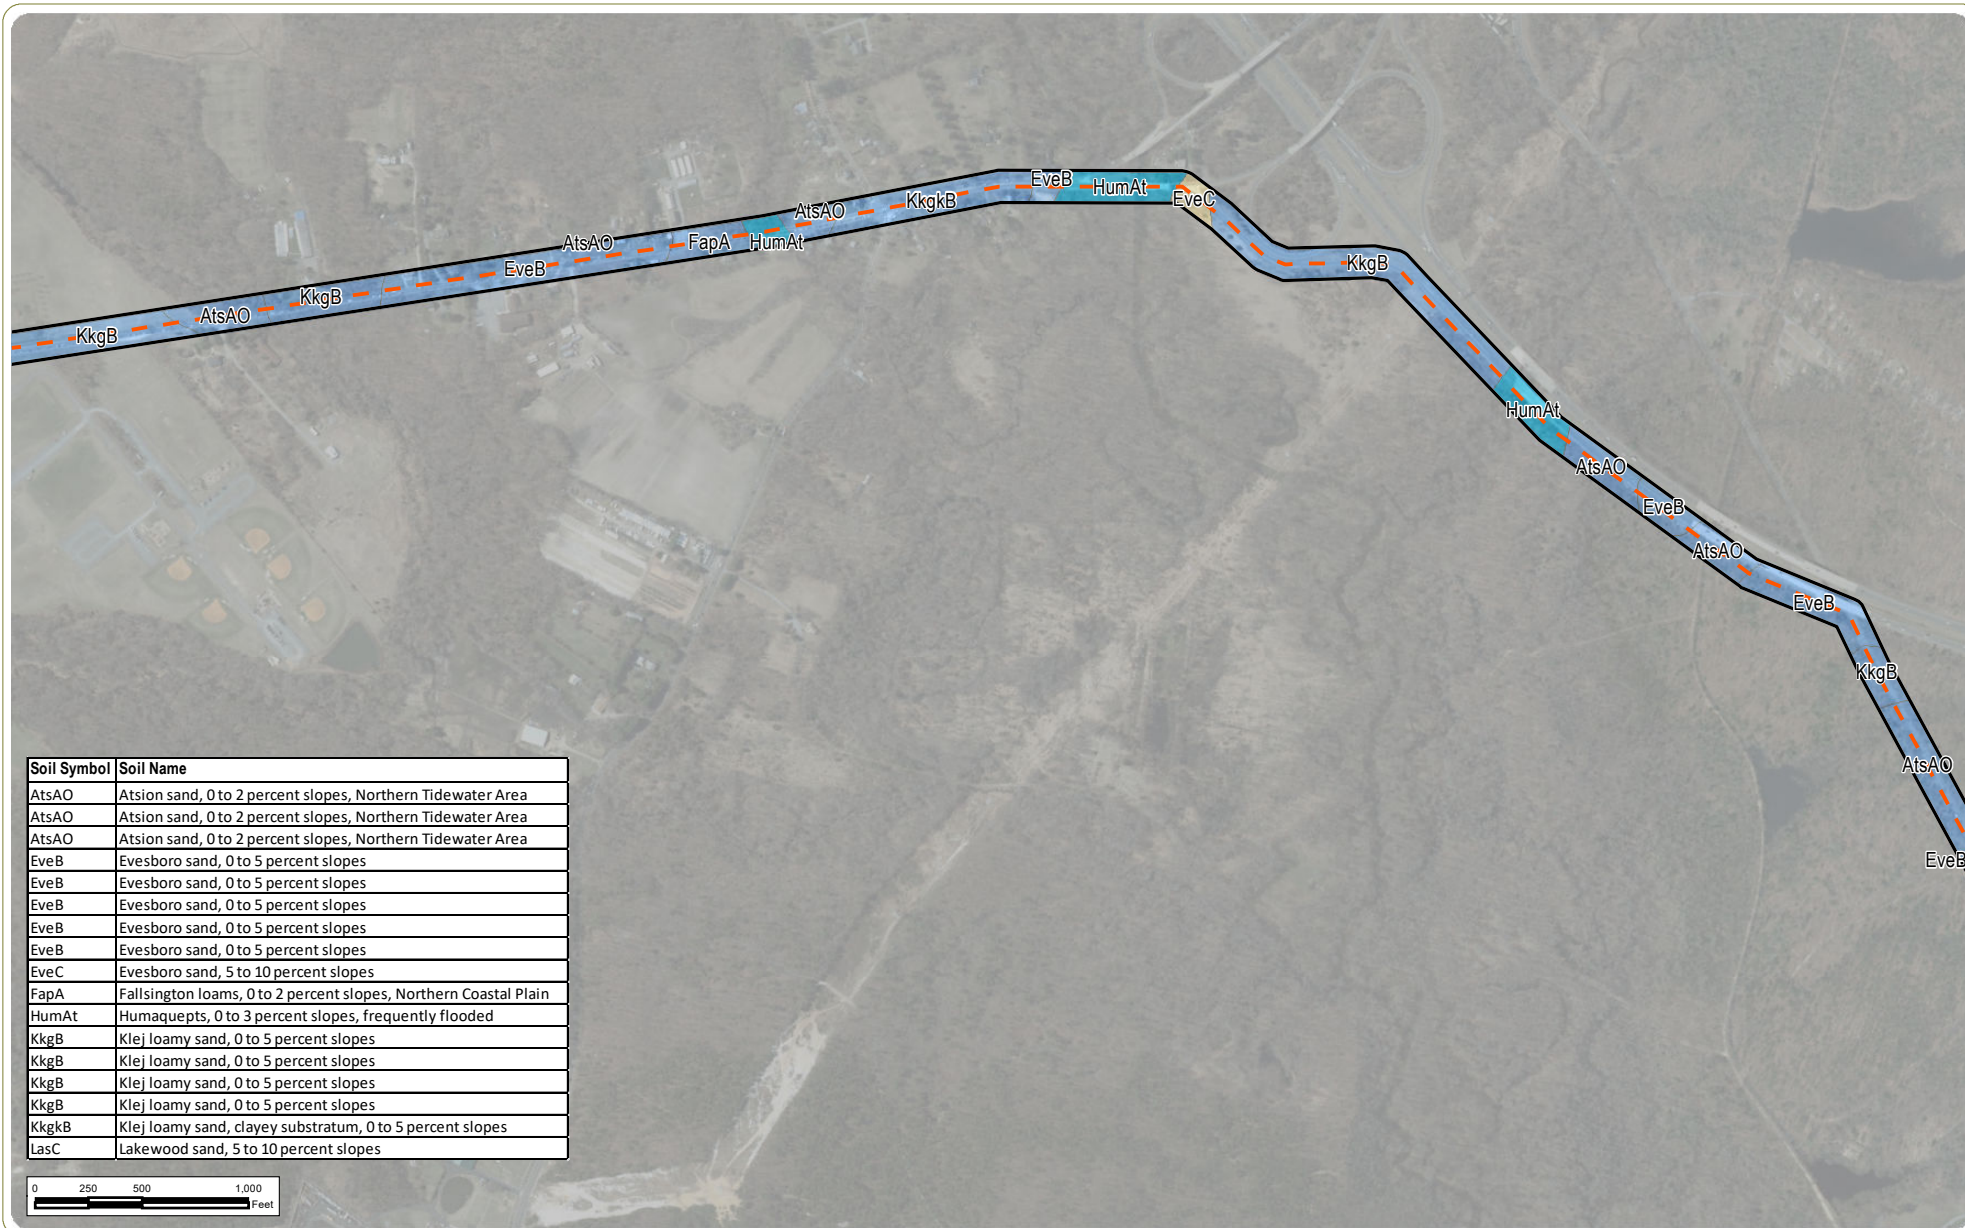 EveB
HumAt
EveC
AtsAO
KkgkB
AtsAO
FapA
HumAt
EveB
KkgB
KkgB
AtsAO
KkgB
HumAt
AtsAO
EveB
AtsAO
EveB
KkgB
AtsAO
EveB
Soil Symbol Soil Name
AtsAO Atsion sand, 0 to 2 percent slopes, Northern Tidewater Area
AtsAO Atsion sand, 0 to 2 percent slopes, Northern Tidewater Area
AtsAO Atsion sand, 0 to 2 percent slopes, Northern Tidewater Area
EveB Evesboro sand, 0 to 5 percent slopes
EveB Evesboro sand, 0 to 5 percent slopes
EveB Evesboro sand, 0 to 5 percent slopes
EveB Evesboro sand, 0 to 5 percent slopes
EveB Evesboro sand, 0 to 5 percent slopes
EveC Evesboro sand, 5 to 10 percent slopes
FapA Fallsington loams, 0 to 2 percent slopes, Northern Coastal Plain
HumAt Humaquepts, 0 to 3 percent slopes, frequently flooded
KkgB Klej loamy sand, 0 to 5 percent slopes
KkgB Klej loamy sand, 0 to 5 percent slopes
KkgB Klej loamy sand, 0 to 5 percent slopes
KkgB Klej loamy sand, 0 to 5 percent slopes
KkgkB Klej loamy sand, clayey substratum, 0 to 5 percent slopes
LasC Lakewood sand, 5 to 10 percent slopes
0 250 500 1,000
Feet